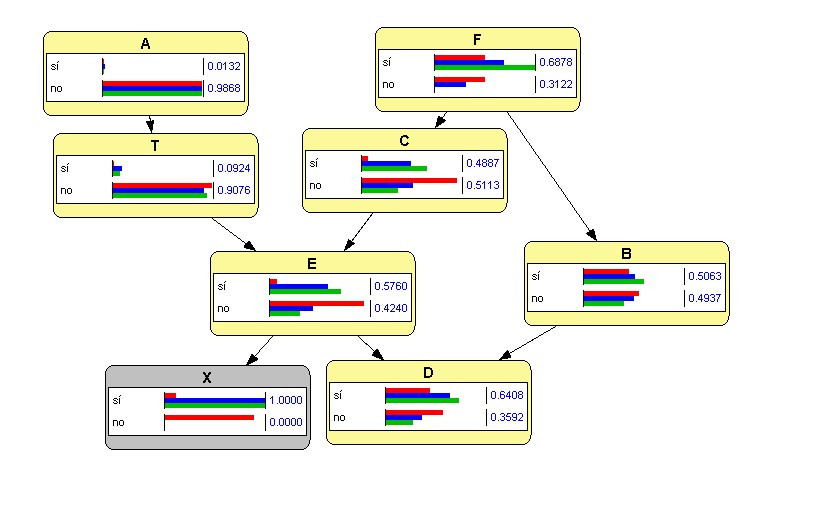 A
sí 0.0132
no 0.9868
F
sí 0.6878
no 0.3122
T
sí 0.0924
no 0.9076
C
sí 0.4887
no 0.5113
E
sí 0.5760
no 0.4240
B
sí 0.5063
no 0.4937
X
sí 1.0000
no 0.0000
D
sí 0.6408
no 0.3592